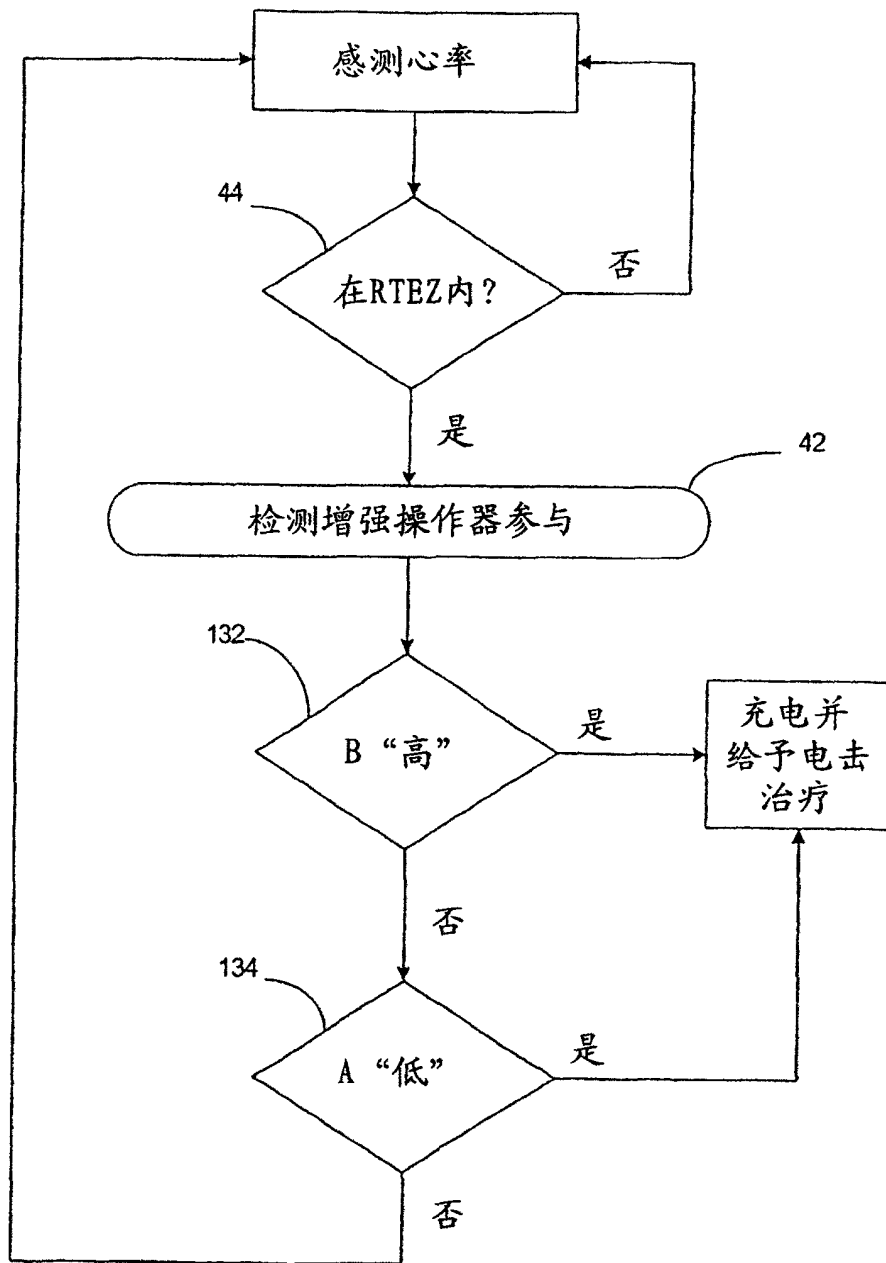 感测心率
44
否
在RTEZ内?
是
42
检测增强操作器参与
132
B “高”
是
充电并
给予电击
治疗
否
134
A “低”
是
否